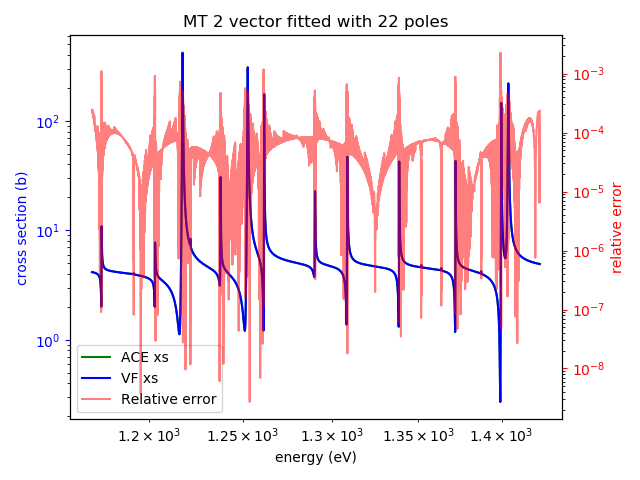 MT 2 vector fitted with 22 poles
cross section (b)
10² 10¹ 10⁰
10⁻³ 10⁻⁴ 10⁻⁵ 10⁻⁶ 10⁻⁷ 10⁻⁸
relative error
ACE xs
VF xs
Relative error
1.2 × 10³ 1.25 × 10³ 1.3 × 10³ 1.35 × 10³ 1.4 × 10³
energy (eV)